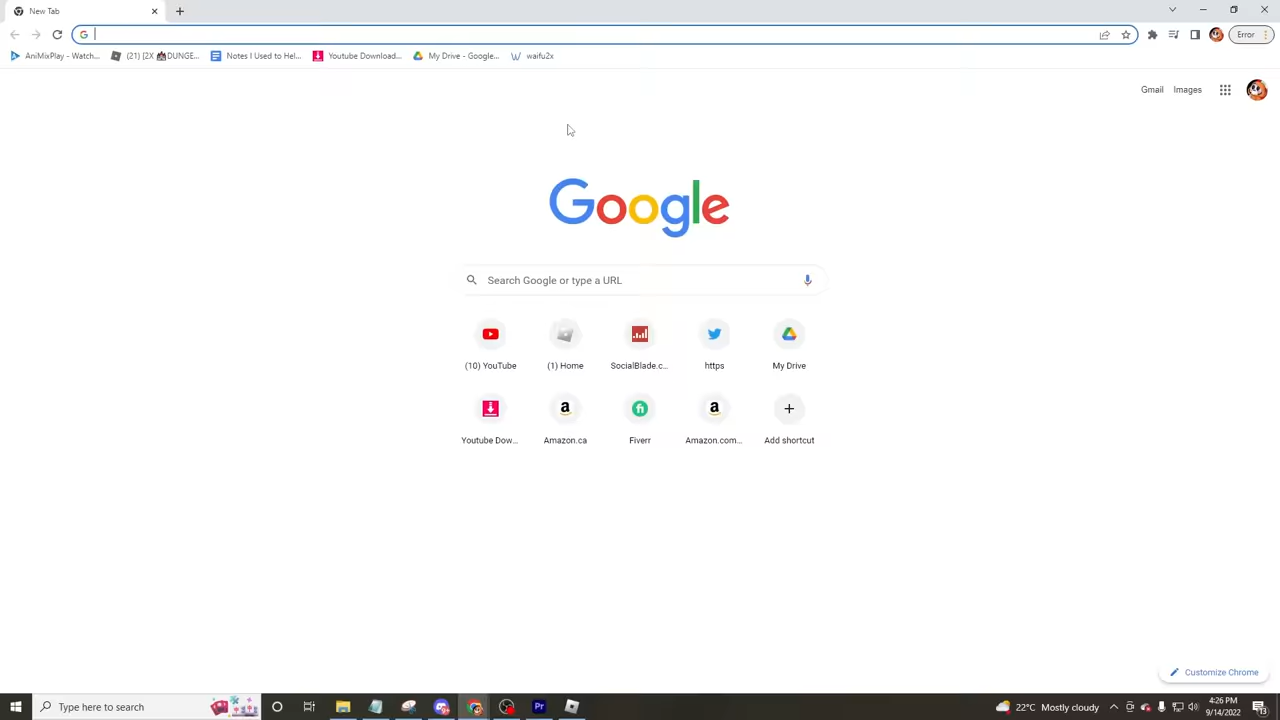 New Tab
Error
AniMixPlay - Watch...
(21) [2X DUNGE...
Notes I Used to Hel...
Youtube Download...
My Drive - Google...
waifu2x
Gmail
Images
Google
Search Google or type a URL
(10) YouTube
(1) Home
SocialBlade.c...
https
My Drive
Youtube Dow...
Amazon.ca
Fiverr
Amazon.com...
Add shortcut
Customize Chrome
Type here to search
22°C Mostly cloudy
4:26 PM
9/14/2022